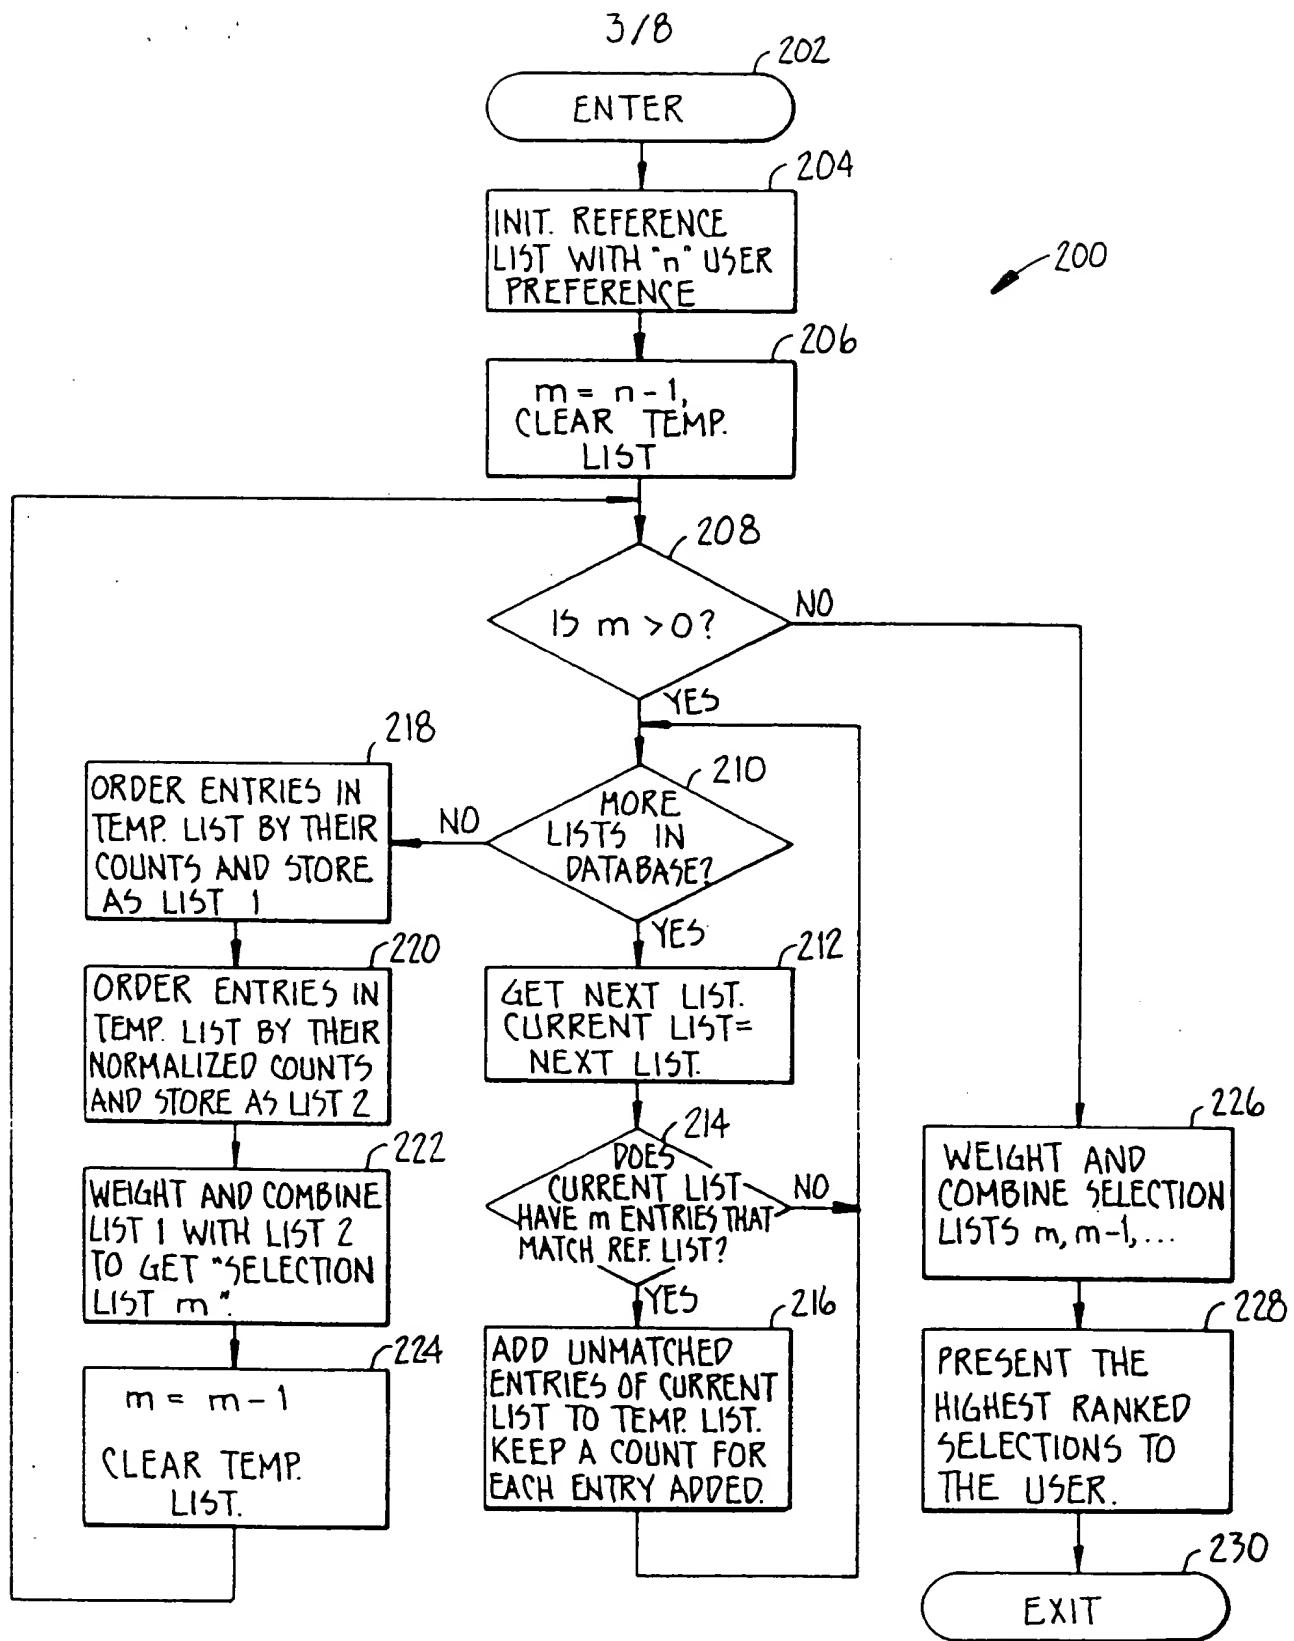 3/8
202
ENTER
204
INIT. REFERENCE
LIST WITH "n" USER
PREFERENCE
200
206
m = n - 1,
CLEAR TEMP.
LIST
208
IS m > 0?
NO
YES
218
ORDER ENTRIES IN
TEMP. LIST BY THEIR
COUNTS AND STORE
AS LIST 1
NO
210
MORE
LISTS IN
DATABASE?
YES
220
ORDER ENTRIES IN
TEMP. LIST BY THEIR
NORMALIZED COUNTS
AND STORE AS LIST 2
212
GET NEXT LIST.
CURRENT LIST=
NEXT LIST.
222
WEIGHT AND COMBINE
LIST 1 WITH LIST 2
TO GET "SELECTION
LIST m".
214
DOES
CURRENT LIST
HAVE m ENTRIES THAT
MATCH REF. LIST?
NO
YES
224
m = m - 1
CLEAR TEMP.
LIST.
216
ADD UNMATCHED
ENTRIES OF CURRENT
LIST TO TEMP. LIST.
KEEP A COUNT FOR
EACH ENTRY ADDED.
226
WEIGHT AND
COMBINE SELECTION
LISTS m, m-1, ...
228
PRESENT THE
HIGHEST RANKED
SELECTIONS TO
THE USER.
230
EXIT